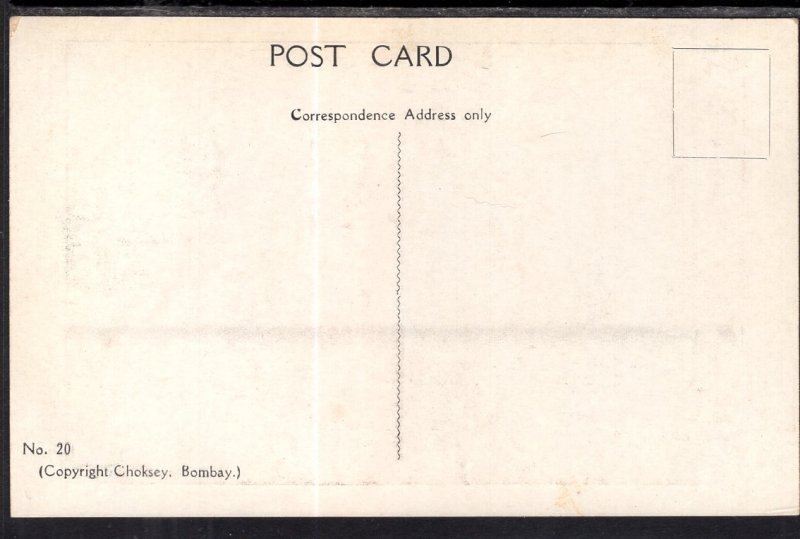 POST CARD
Correspondence Address only
No. 20
(Copyright Choksey. Bombay.)